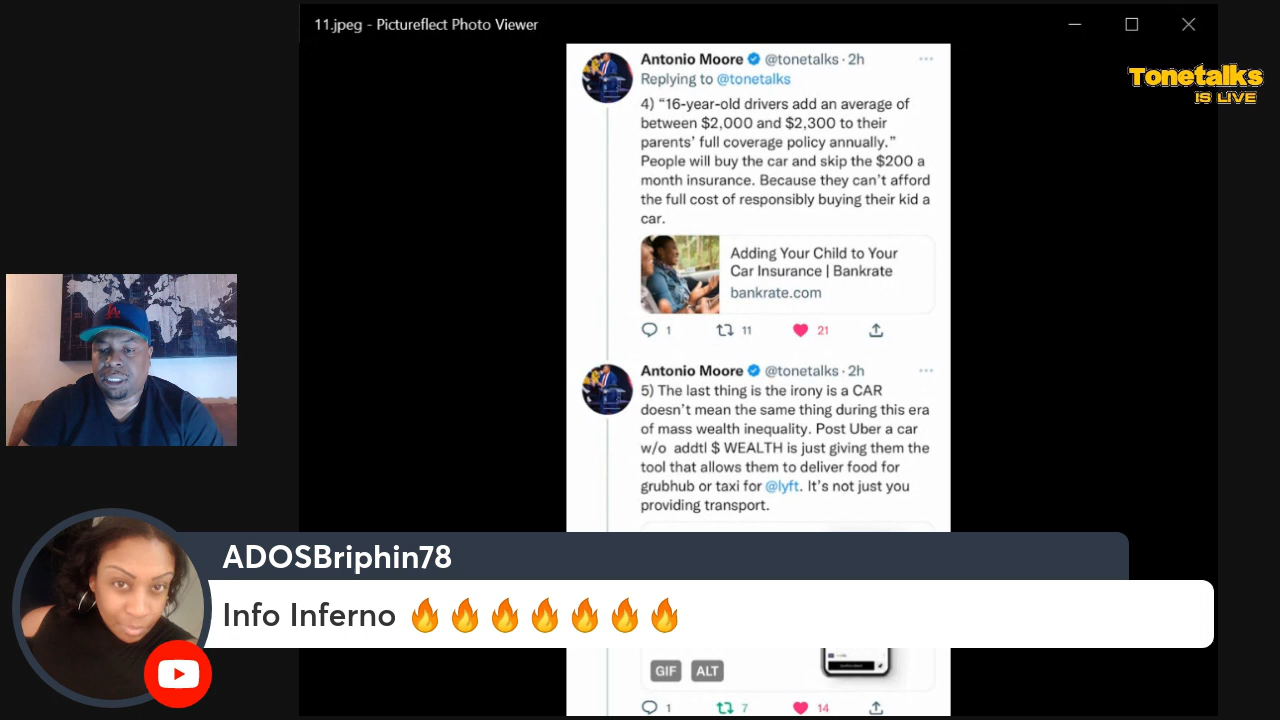 11.jpeg - Pictureflect Photo Viewer
Tonetalks
IS LIVE
Antonio Moore @tonetalks · 2h
Replying to @tonetalks
4) “16-year-old drivers add an average of
between $2,000 and $2,300 to their
parents’ full coverage policy annually.”
People will buy the car and skip the $200 a
month insurance. Because they can’t afford
the full cost of responsibly buying their kid a
car.
Adding Your Child to Your
Car Insurance | Bankrate
bankrate.com
1 11 21
Antonio Moore @tonetalks · 2h
5) The last thing is the irony is a CAR
doesn’t mean the same thing during this era
of mass wealth inequality. Post Uber a car
w/o addtl $ WEALTH is just giving them the
tool that allows them to deliver food for
grubhub or taxi for @lyft. It’s not just you
providing transport.
ADOSBriphin78
Info Inferno 🔥🔥🔥🔥🔥🔥🔥
GIF ALT
1 7 14